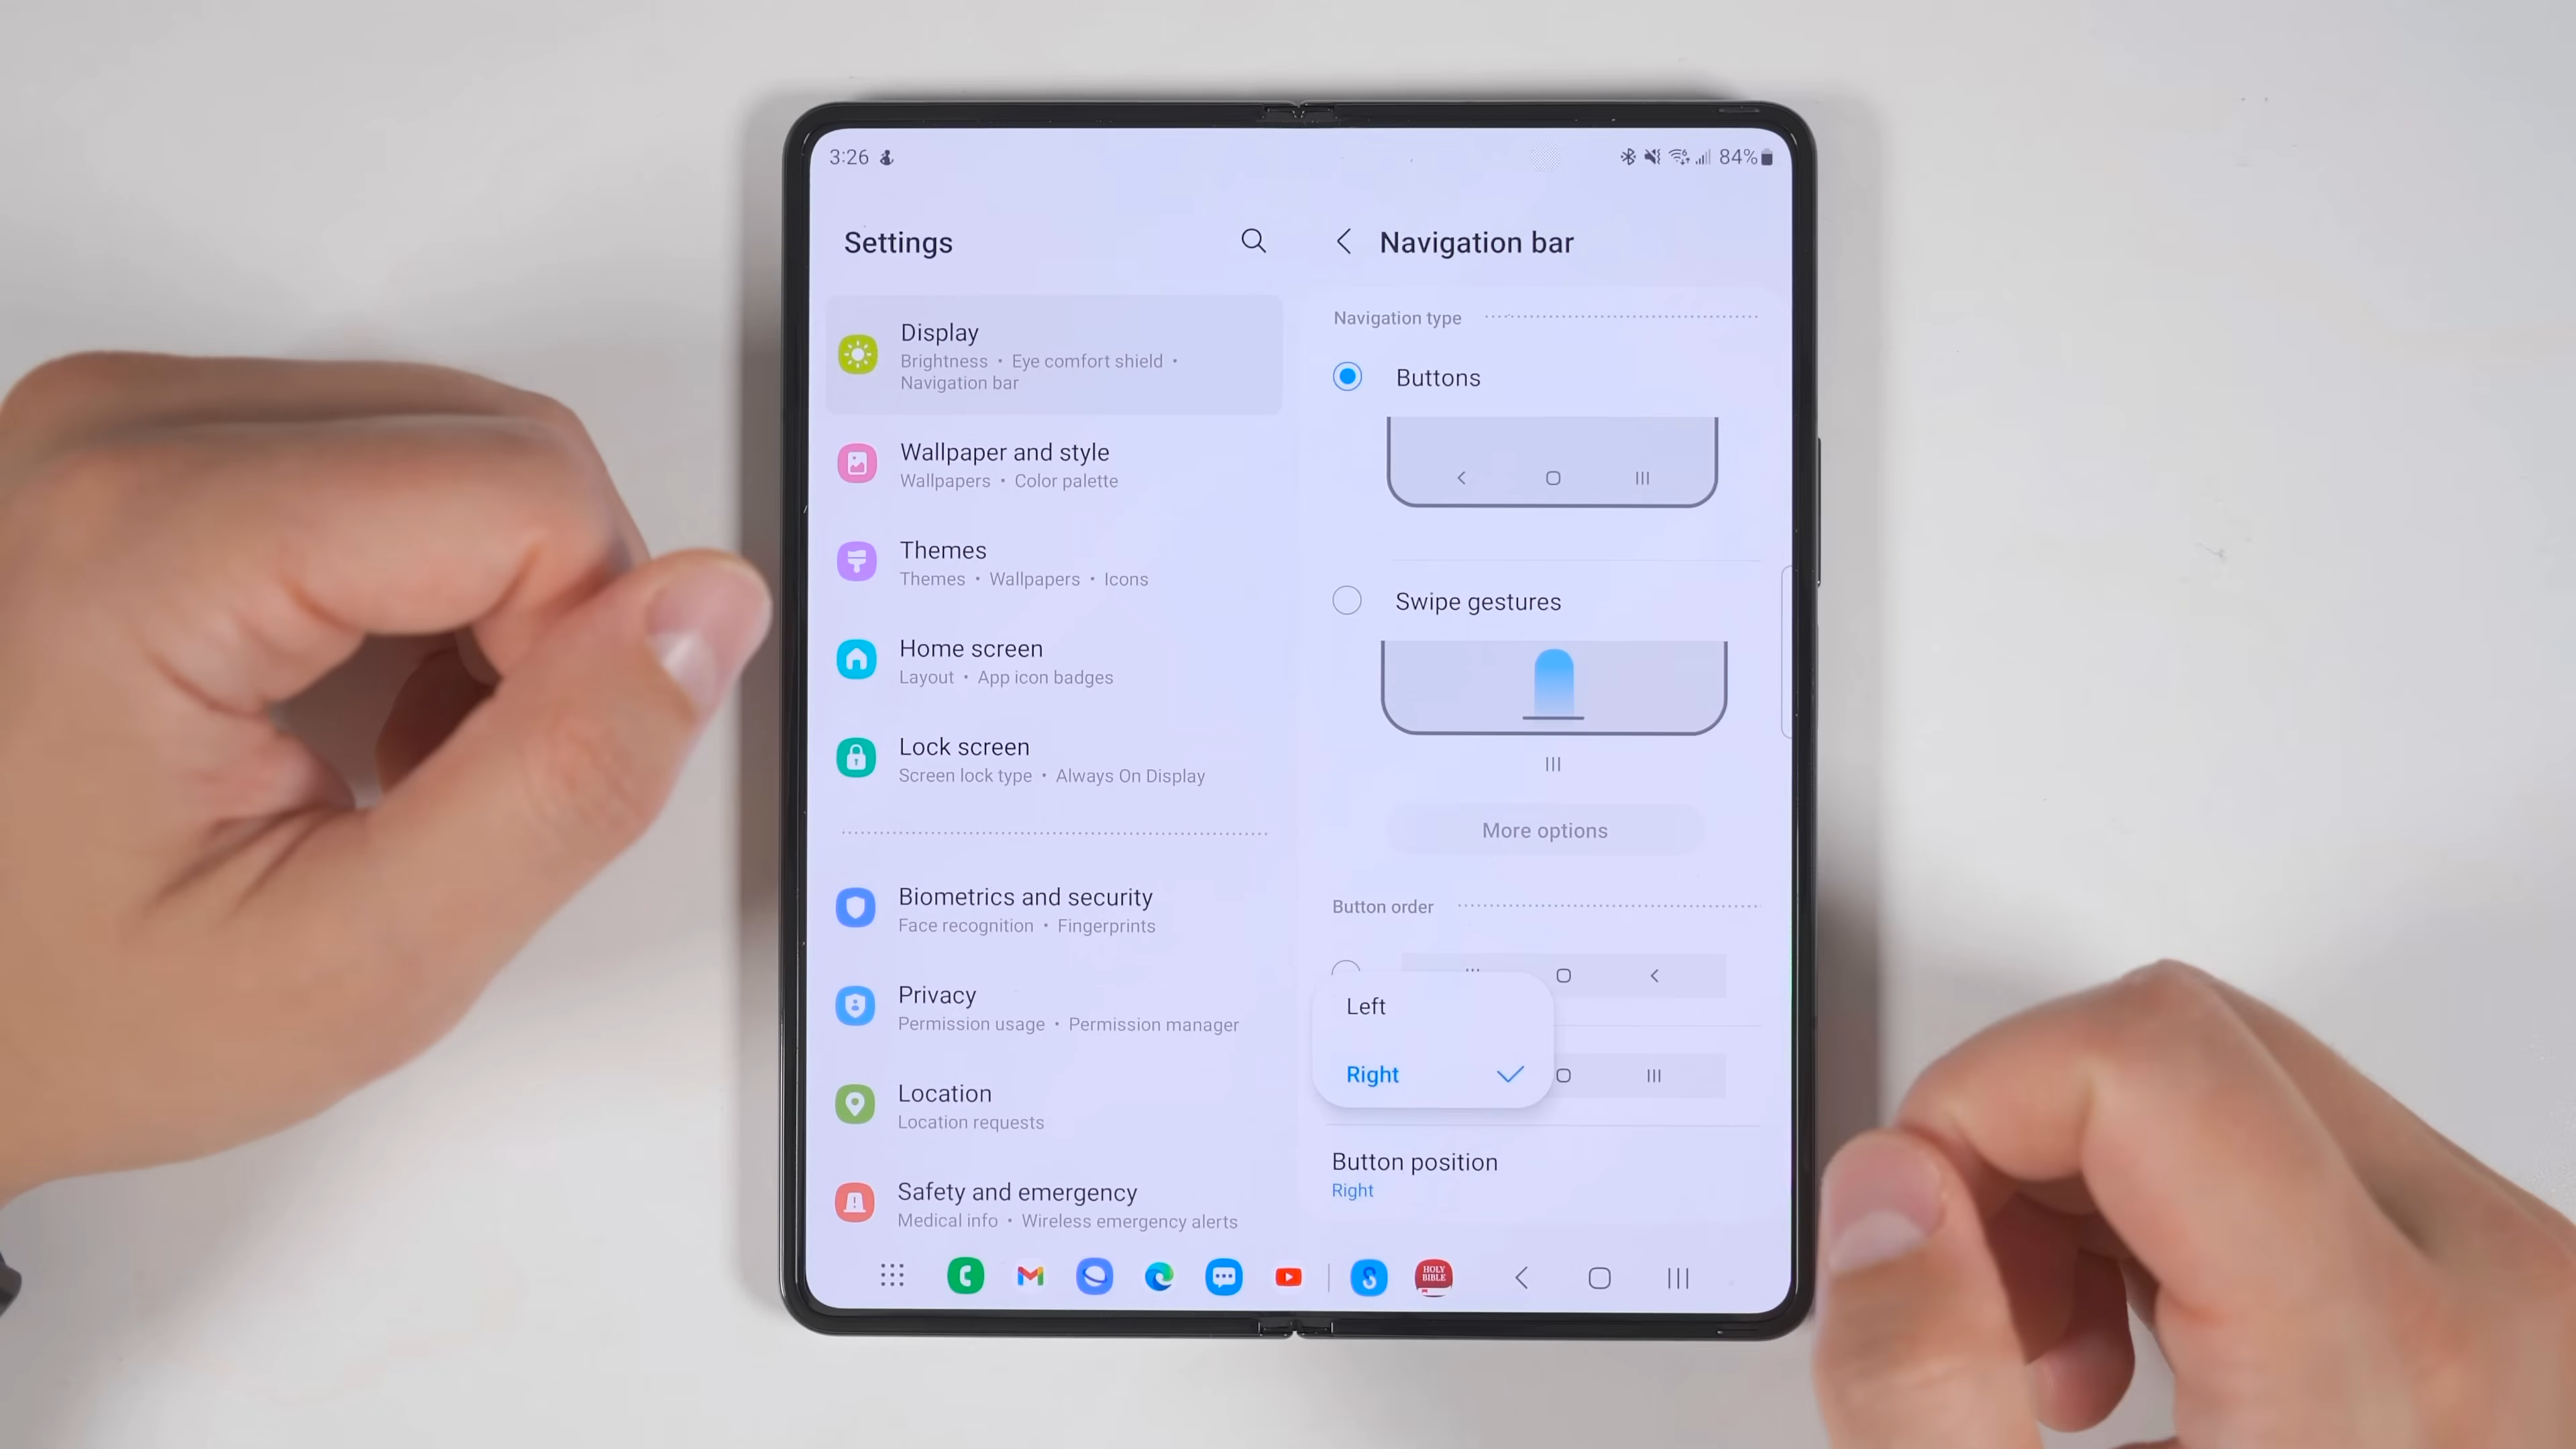 3:26
84%
Settings
Display
Brightness • Eye comfort shield •
Navigation bar
Wallpaper and style
Wallpapers • Color palette
Themes
Themes • Wallpapers • Icons
Home screen
Layout • App icon badges
Lock screen
Screen lock type • Always On Display
Biometrics and security
Face recognition • Fingerprints
Privacy
Permission usage • Permission manager
Location
Location requests
Safety and emergency
Medical info • Wireless emergency alerts
Navigation bar
Navigation type
Buttons
Swipe gestures
More options
Button order
Left
Right
Button position
Right
HOLY
BIBLE